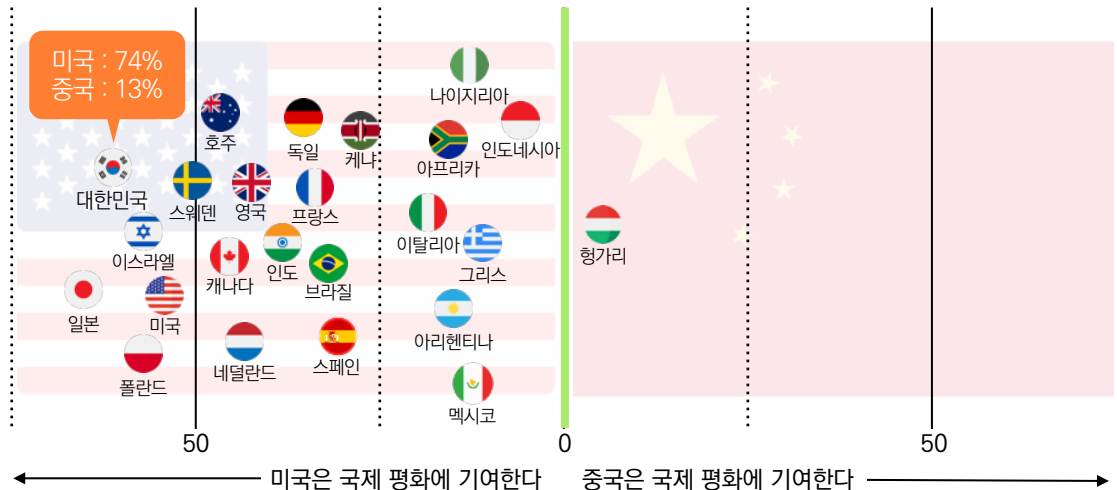 미국 : 74%
중국 : 13%
나이지리아
호주
독일
케냐
아프리카
인도네시아
대한민국
스웨덴
영국
프랑스
이탈리아
헝가리
이스라엘
캐나다
인도
브라질
그리스
일본
미국
아리헨티나
폴란드
네덜란드
스페인
멕시코
50
0
50
미국은 국제 평화에 기여한다
중국은 국제 평화에 기여한다